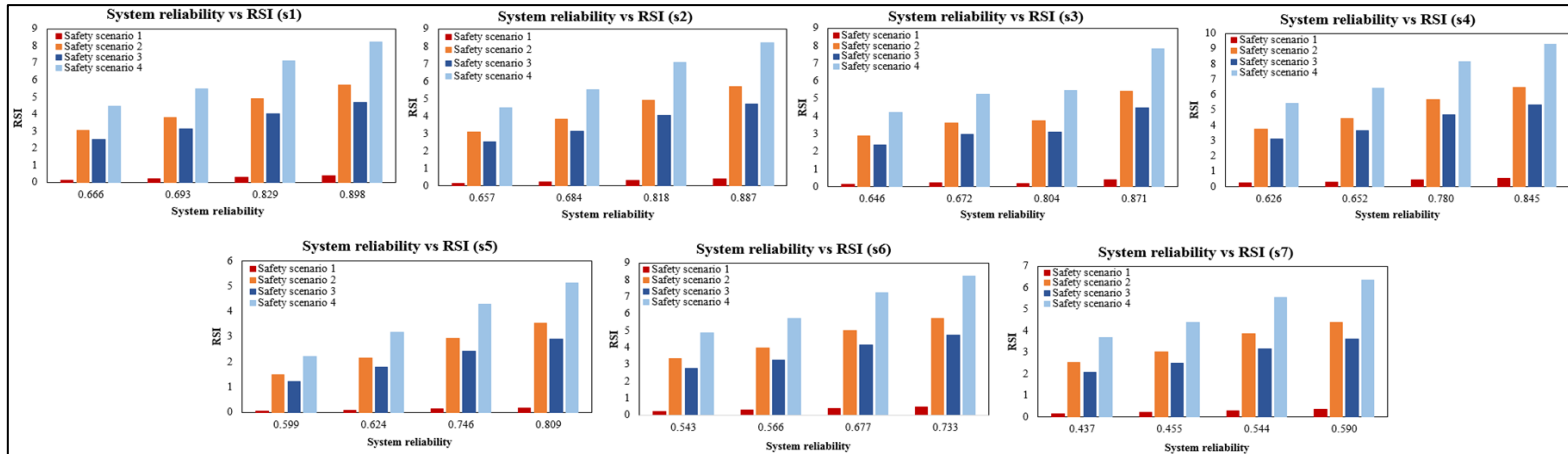 System reliability vs RSI (s1)
9
8
7
6
5
4
3
2
1
0
RSI
Safety scenario 1
Safety scenario 2
Safety scenario 3
Safety scenario 4
0.666 0.693 0.829 0.898
System reliability
System reliability vs RSI (s2)
9
8
7
6
5
4
3
2
1
0
RSI
Safety scenario 1
Safety scenario 2
Safety scenario 3
Safety scenario 4
0.657 0.684 0.818 0.887
System reliability
System reliability vs RSI (s3)
9
8
7
6
5
4
3
2
1
0
RSI
Safety scenario 1
Safety scenario 2
Safety scenario 3
Safety scenario 4
0.646 0.672 0.804 0.871
System reliability
System reliability vs RSI (s4)
10
9
8
7
6
5
4
3
2
1
0
RSI
Safety scenario 1
Safety scenario 2
Safety scenario 3
Safety scenario 4
0.626 0.652 0.780 0.845
System reliability
System reliability vs RSI (s5)
6
5
4
3
2
1
0
RSI
Safety scenario 1
Safety scenario 2
Safety scenario 3
Safety scenario 4
0.599 0.624 0.746 0.809
System reliability
System reliability vs RSI (s6)
9
8
7
6
5
4
3
2
1
0
RSI
Safety scenario 1
Safety scenario 2
Safety scenario 3
Safety scenario 4
0.543 0.566 0.677 0.733
System reliability
System reliability vs RSI (s7)
7
6
5
4
3
2
1
0
RSI
Safety scenario 1
Safety scenario 2
Safety scenario 3
Safety scenario 4
0.437 0.455 0.544 0.590
System reliability